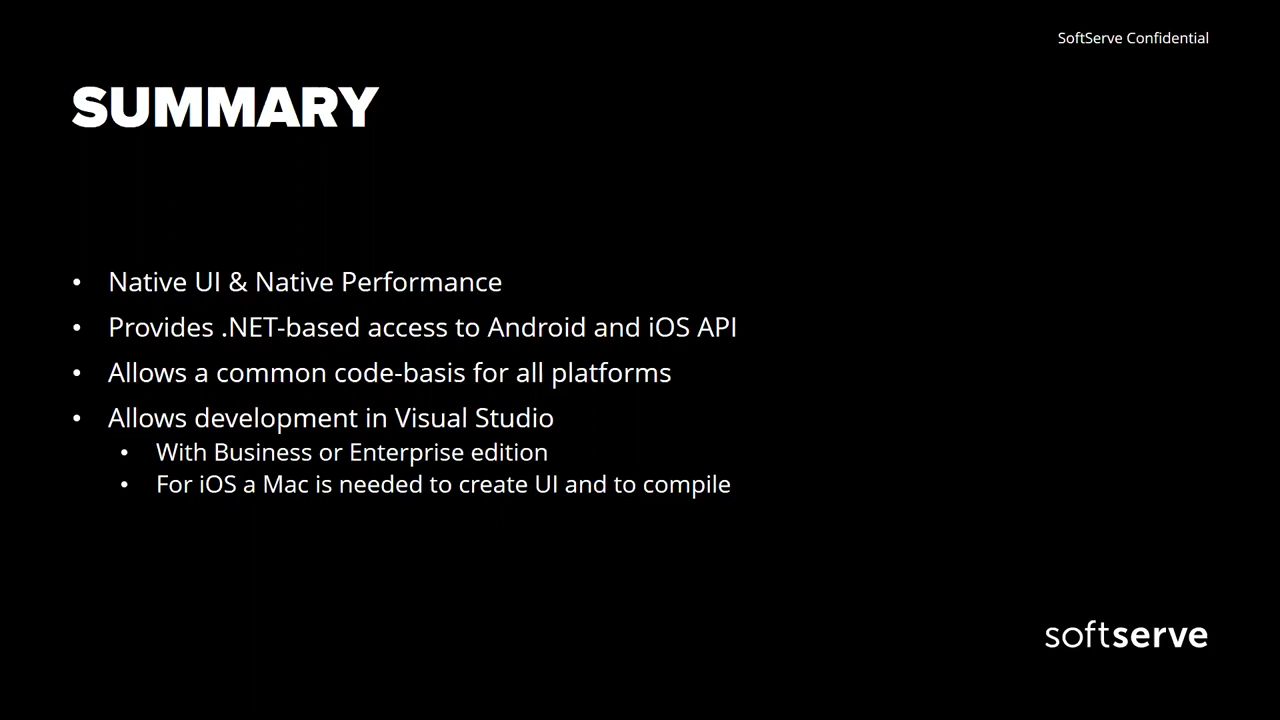 SoftServe Confidential
SUMMARY
• Native UI & Native Performance
• Provides .NET-based access to Android and iOS API
• Allows a common code-basis for all platforms
• Allows development in Visual Studio
• With Business or Enterprise edition
• For iOS a Mac is needed to create UI and to compile
softserve